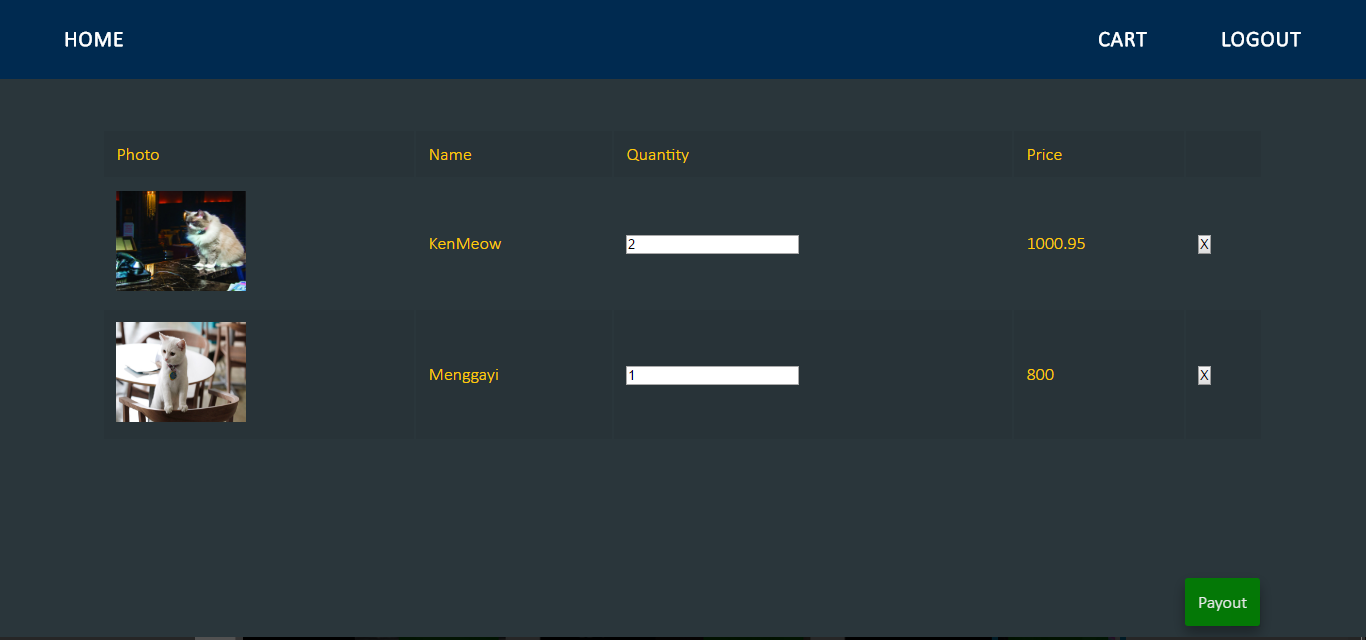 HOME CART LOGOUT
Photo Name Quantity Price
KenMeow 2 1000.95 X
Menggayi 1 800 X
Payout